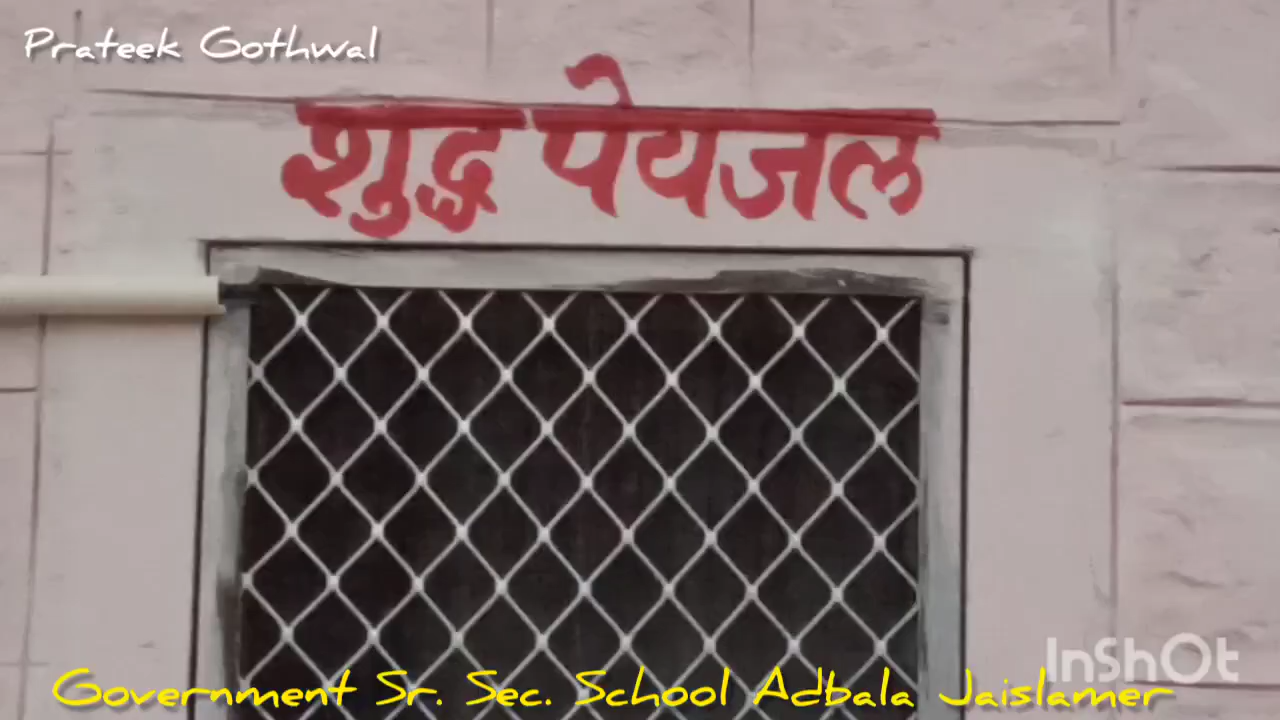 Prateek Gothwal
शुद्ध पेयजल
InShOt
Government Sr. Sec. School Adbala Jaislamer